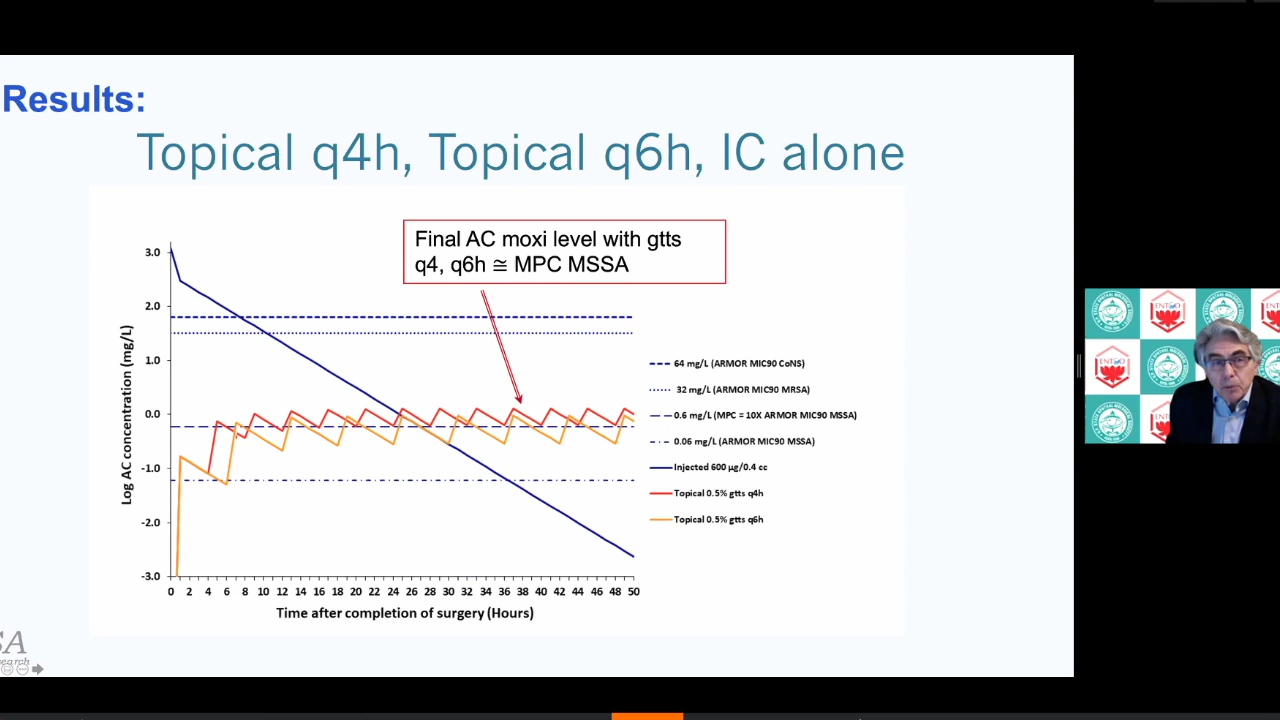 Results:
Topical q4h, Topical q6h, IC alone
Final AC moxi level with gtts
q4, q6h ≅ MPC MSSA
3.0
2.0
1.0
0.0
-1.0
-2.0
-3.0
Log AC concentration (mg/L)
0 2 4 6 8 10 12 14 16 18 20 22 24 26 28 30 32 34 36 38 40 42 44 46 48 50
Time after completion of surgery (Hours)
64 mg/L (ARMOR MIC90 CoNS)
32 mg/L (ARMOR MIC90 MRSA)
0.6 mg/L (MPC = 10X ARMOR MIC90 MSSA)
0.06 mg/L (ARMOR MIC90 MSSA)
Injected 600 µg/0.4 cc
Topical 0.5% gtts q4h
Topical 0.5% gtts q6h
SA